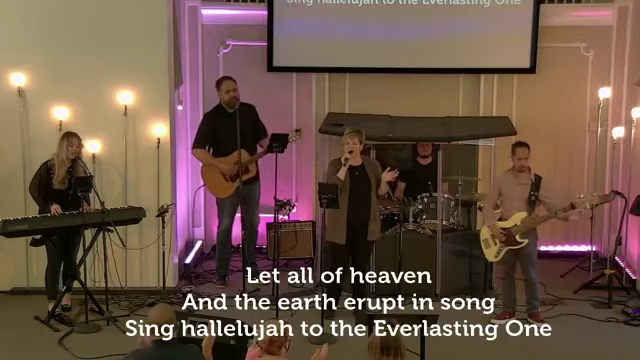 Sing hallelujah to the Everlasting One
Let all of heaven
And the earth erupt in song
Sing hallelujah to the Everlasting One